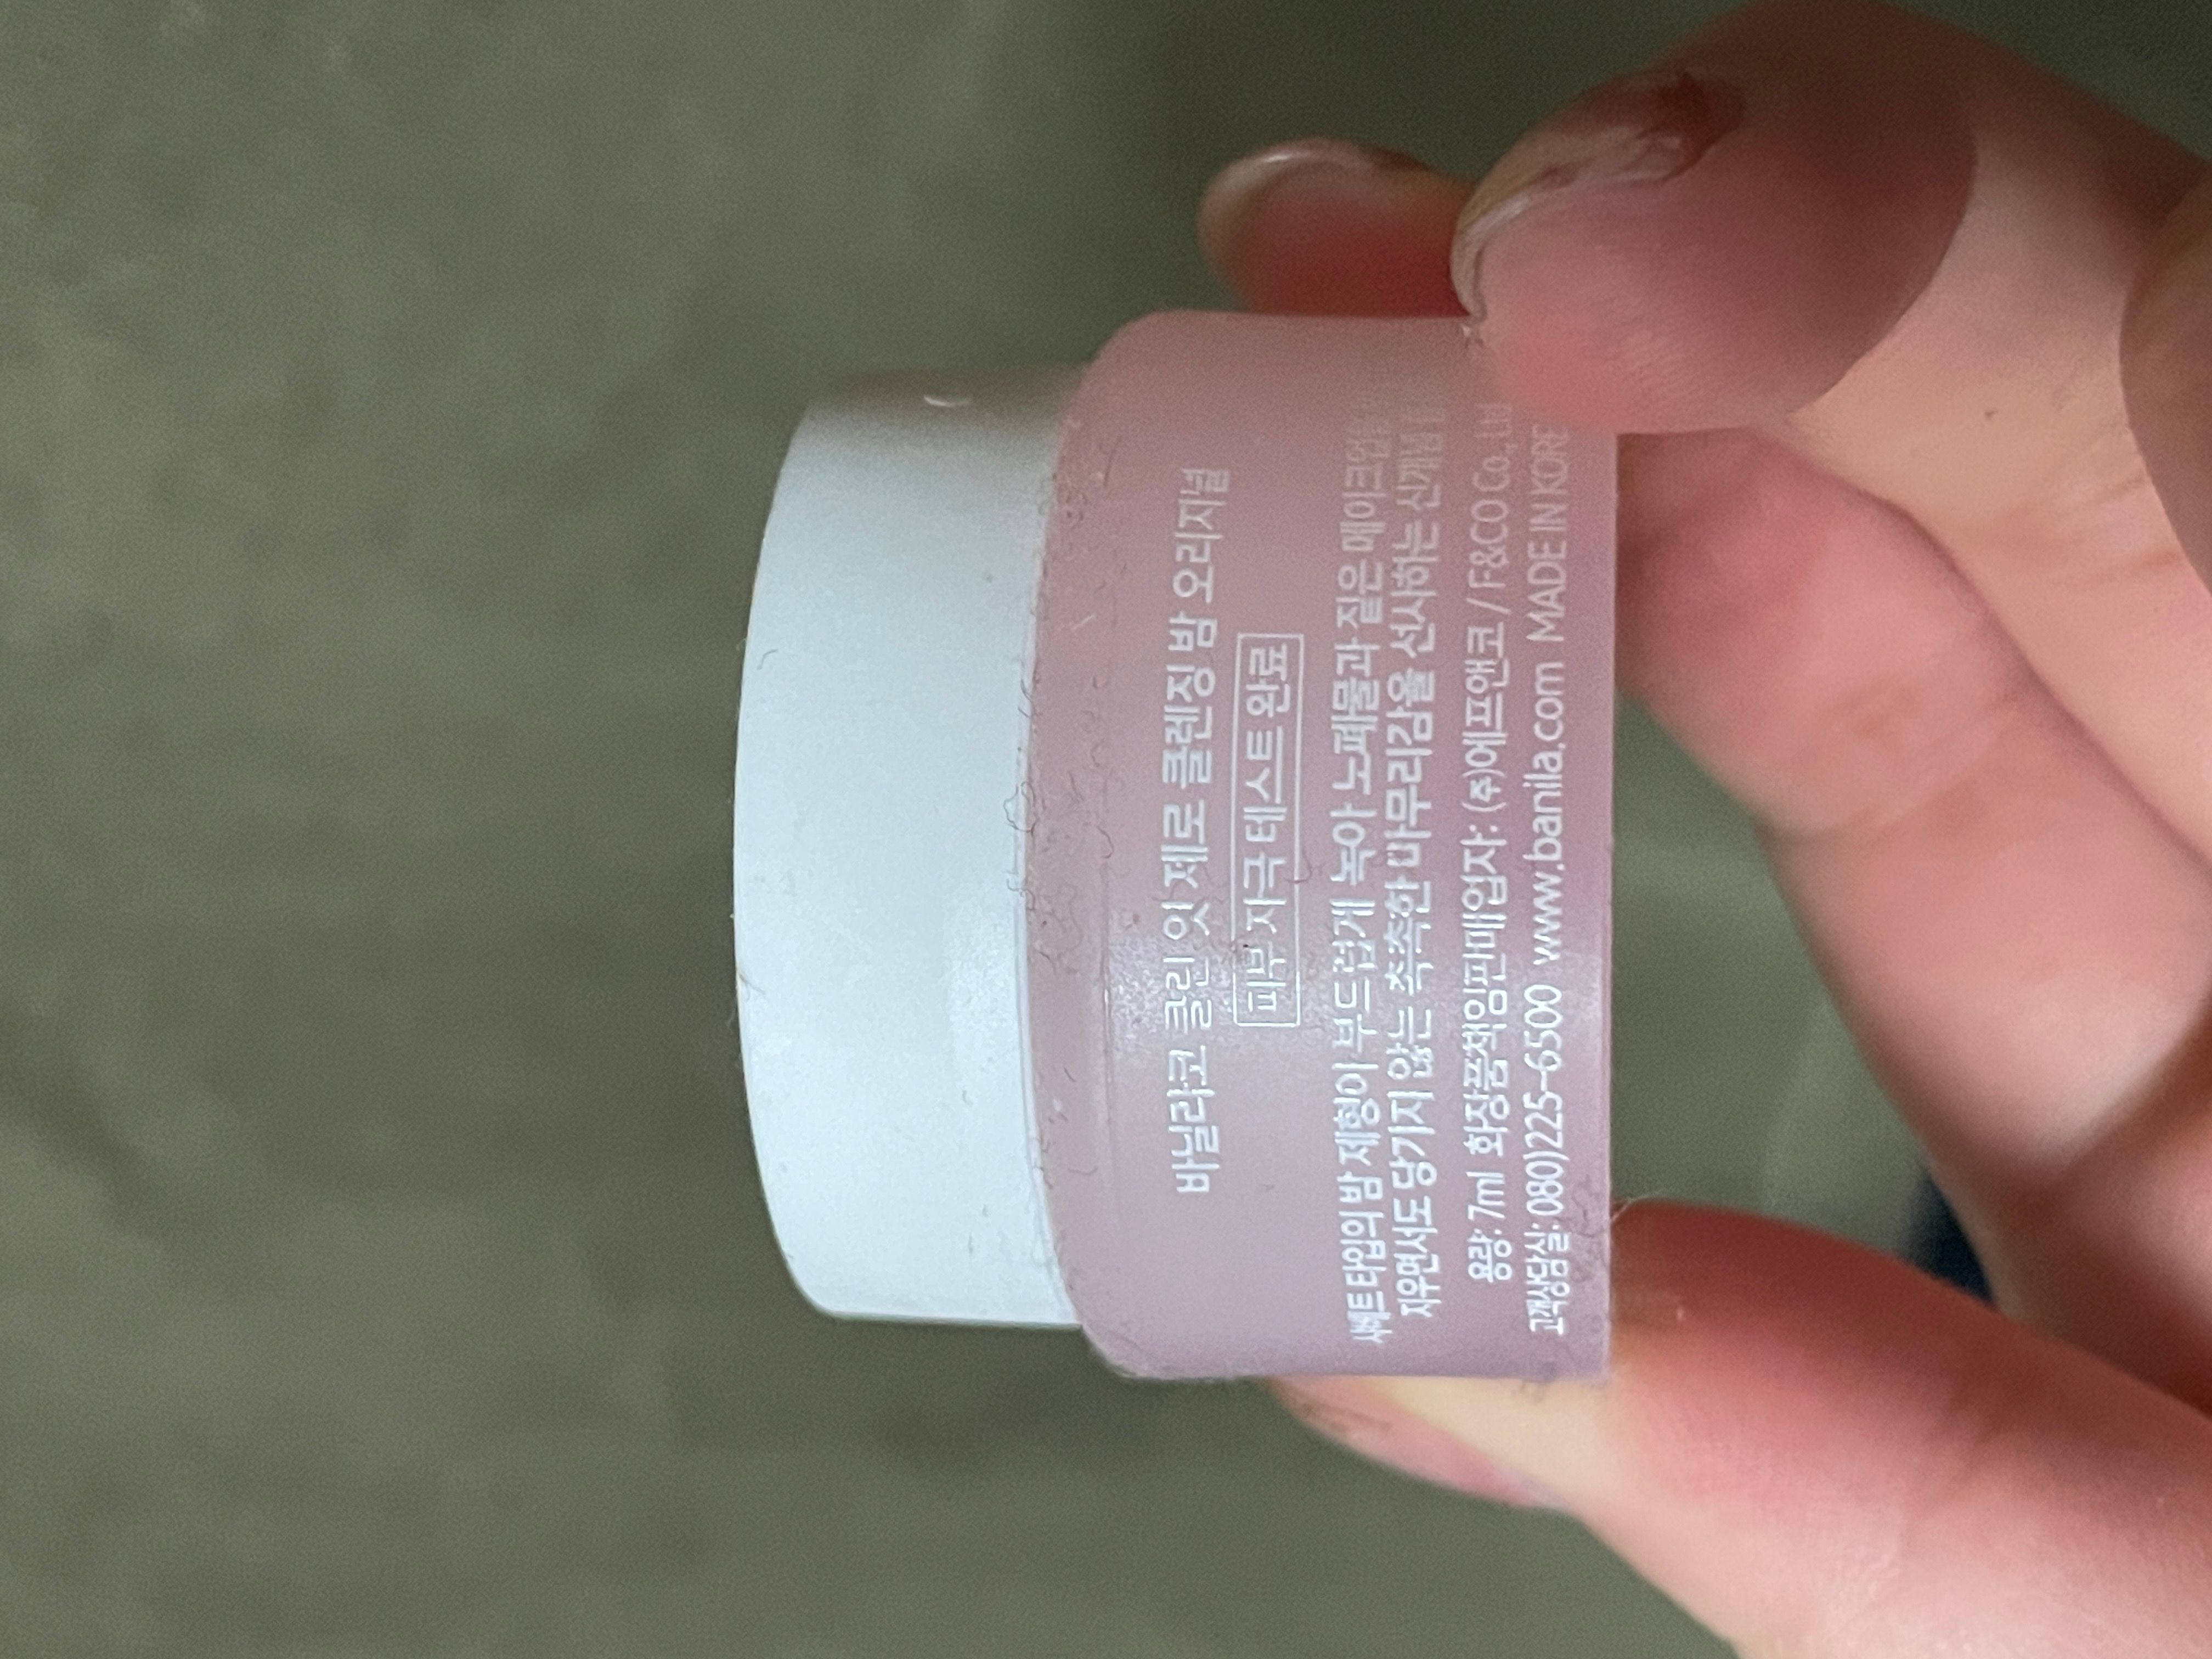 바닐라코 클린 잇 제로 클렌징 밤 오리지널
피부 자극 테스트 완료
샤베트 타입의 밤 제형이 부드럽게 녹아 노폐물과 짙은 메이크업을
지우면서도 당기지 않는 촉촉한 마무리감을 선사하는 신개념
용량: 7ml 화장품책임판매업자: (주)에프앤코 / F&CO Co., Ltd
고객상담실: 080)225-6500 www.banila.com MADE IN KORE